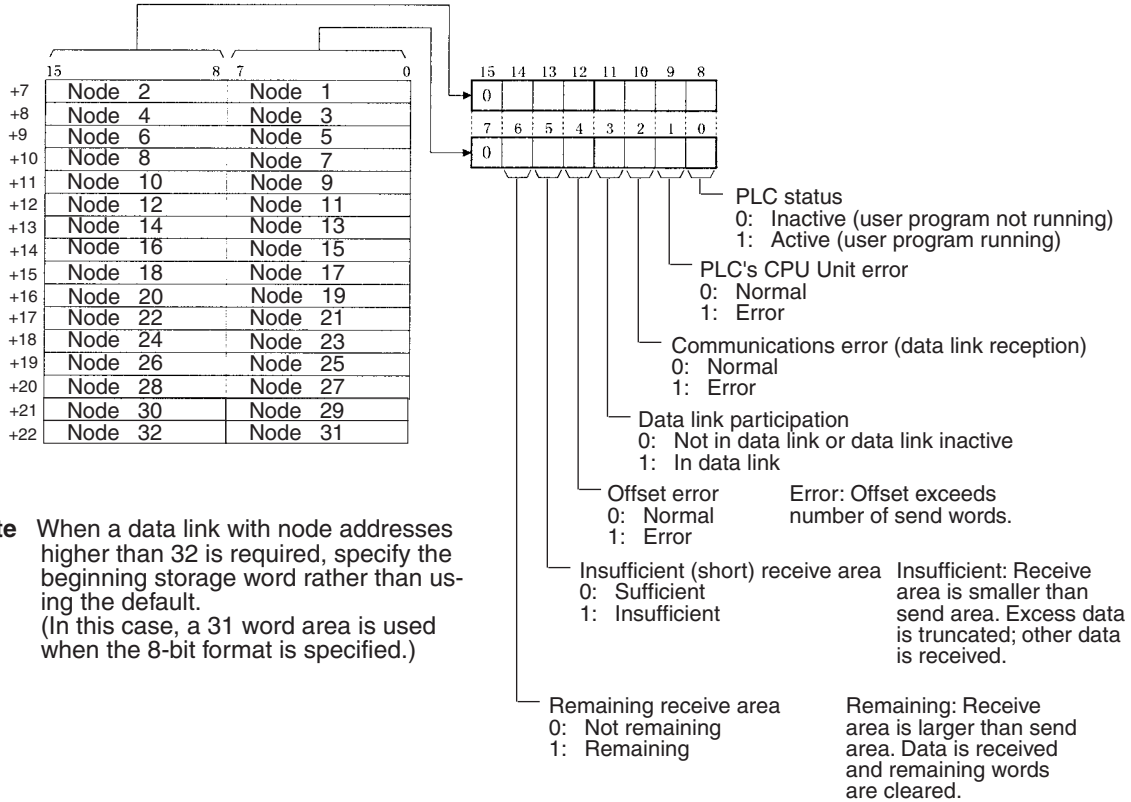 15 8 7 0
+7 Node 2 Node 1
+8 Node 4 Node 3
+9 Node 6 Node 5
+10 Node 8 Node 7
+11 Node 10 Node 9
+12 Node 12 Node 11
+13 Node 14 Node 13
+14 Node 16 Node 15
+15 Node 18 Node 17
+16 Node 20 Node 19
+17 Node 22 Node 21
+18 Node 24 Node 23
+19 Node 26 Node 25
+20 Node 28 Node 27
+21 Node 30 Node 29
+22 Node 32 Node 31
15 14 13 12 11 10 9 8
0
7 6 5 4 3 2 1 0
0
PLC status
0: Inactive (user program not running)
1: Active (user program running)
PLC's CPU Unit error
0: Normal
1: Error
Communications error (data link reception)
0: Normal
1: Error
Data link participation
0: Not in data link or data link inactive
1: In data link
Offset error
0: Normal
1: Error
Error: Offset exceeds
number of send words.
Insufficient (short) receive area
0: Sufficient
1: Insufficient
Insufficient: Receive
area is smaller than
send area. Excess data
is truncated; other data
is received.
Remaining receive area
0: Not remaining
1: Remaining
Remaining: Receive
area is larger than send
area. Data is received
and remaining words
are cleared.
te When a data link with node addresses
higher than 32 is required, specify the
beginning storage word rather than us-
ing the default.
(In this case, a 31 word area is used
when the 8-bit format is specified.)